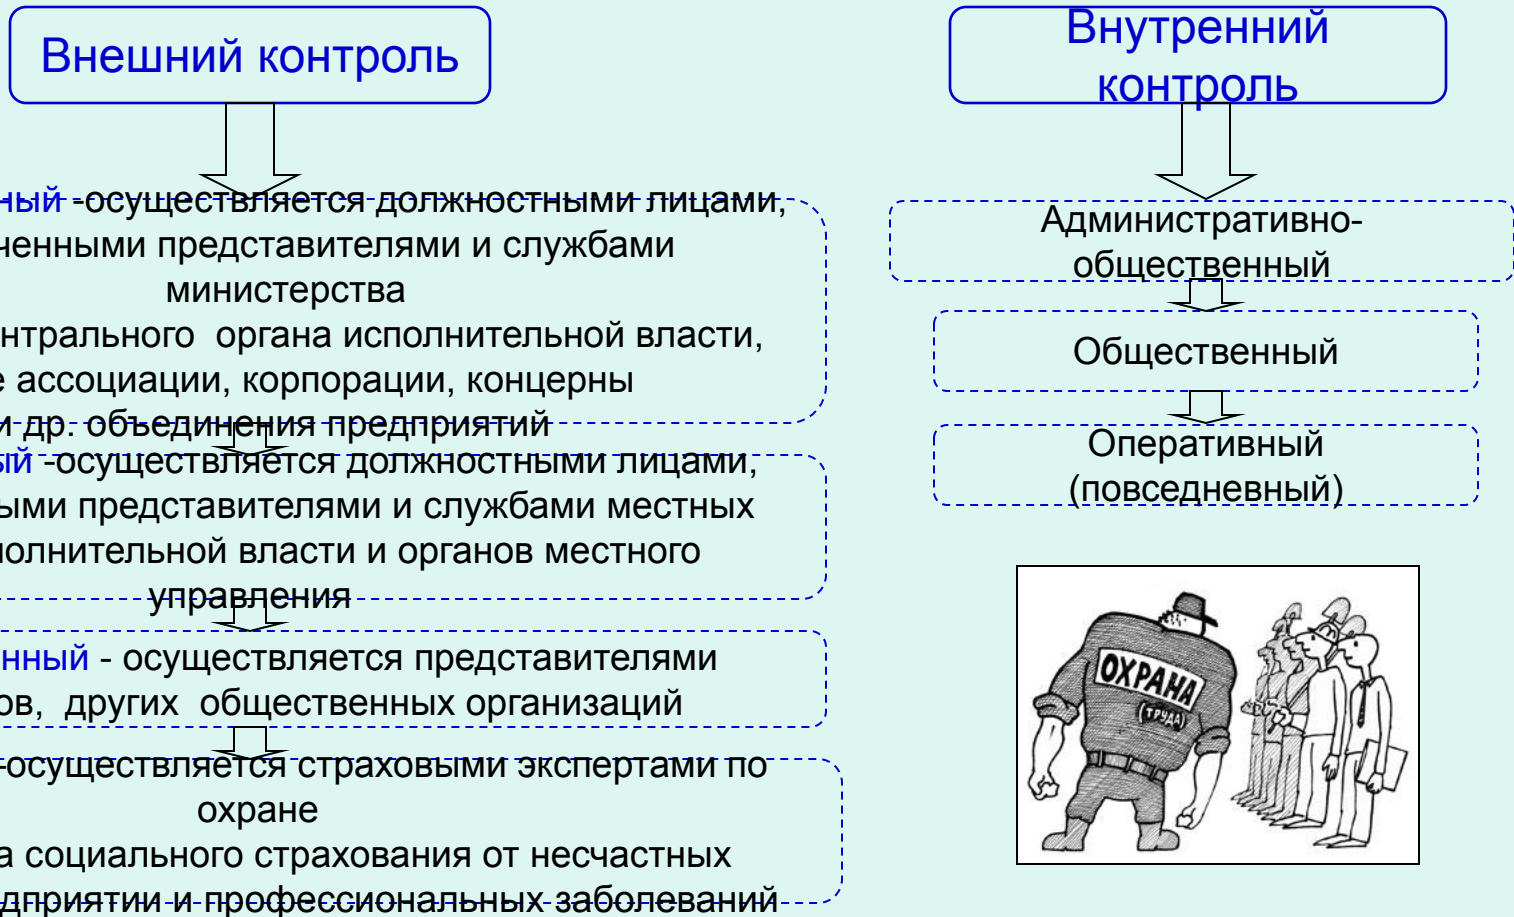 Внешний контроль
ный -осуществляется должностными лицами,
ченными представителями и службами
министерства
нтрального органа исполнительной власти,
е ассоциации, корпорации, концерны
и др. объединения предприятий
ый -осуществляется должностными лицами,
ыми представителями и службами местных
полнительной власти и органов местного
управления
нный - осуществляется представителями
ов, других общественных организаций
-осуществляется страховыми экспертами по
охране
а социального страхования от несчастных
дприятии и профессиональных заболеваний
Внутренний
контроль
Административно-
общественный
Общественный
Оперативный
(повседневный)
ОХРАНА
(ТРУДА)